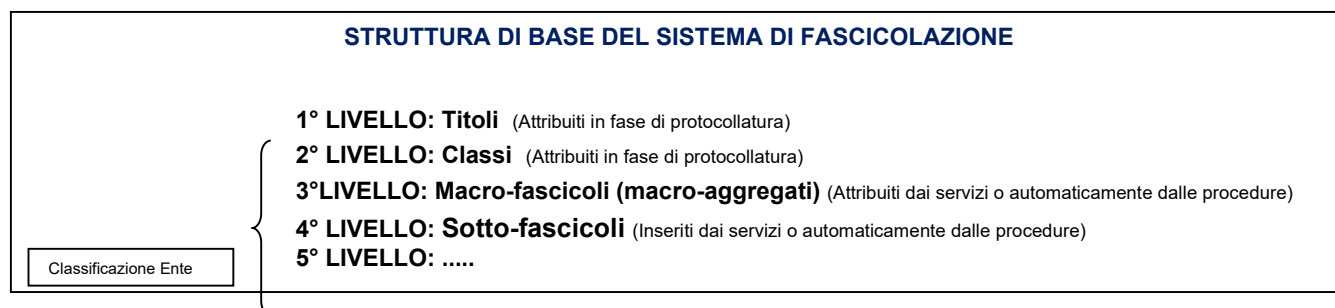 STRUTTURA DI BASE DEL SISTEMA DI FASCICOLAZIONE
1° LIVELLO: Titoli (Attribuiti in fase di protocollatura)
2° LIVELLO: Classi (Attribuiti in fase di protocollatura)
3°LIVELLO: Macro-fascicoli (macro-aggregati) (Attribuiti dai servizi o automaticamente dalle procedure)
4° LIVELLO: Sotto-fascicoli (Inseriti dai servizi o automaticamente dalle procedure)
5° LIVELLO: .....
Classificazione Ente